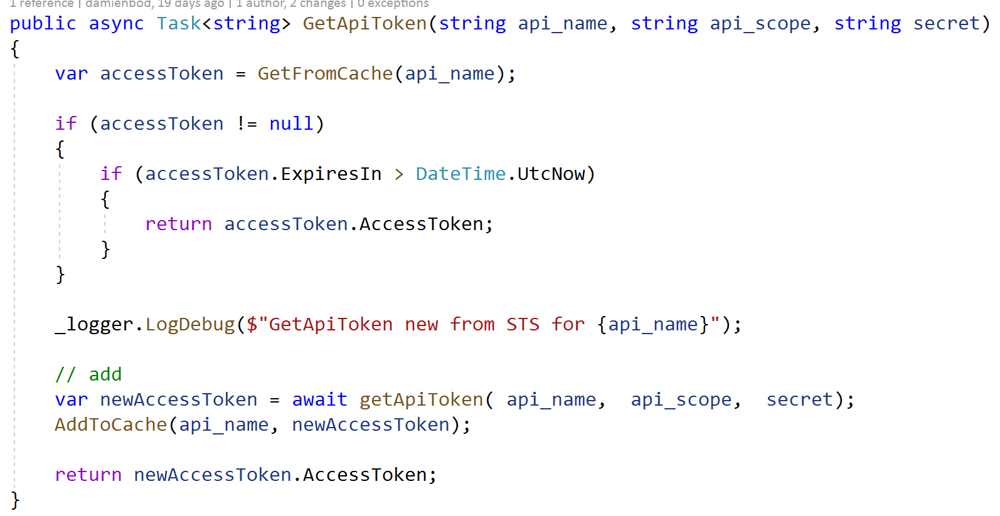 1 reference | damienbod, 19 days ago | 1 author, 2 changes | 0 exceptions
public async Task<string> GetApiToken(string api_name, string api_scope, string secret)
{
    var accessToken = GetFromCache(api_name);
    if (accessToken != null)
    {
        if (accessToken.ExpiresIn > DateTime.UtcNow)
        {
            return accessToken.AccessToken;
        }
    }
    _logger.LogDebug($"GetApiToken new from STS for {api_name}");
    // add
    var newAccessToken = await getApiToken( api_name,  api_scope,  secret);
    AddToCache(api_name, newAccessToken);
    return newAccessToken.AccessToken;
}